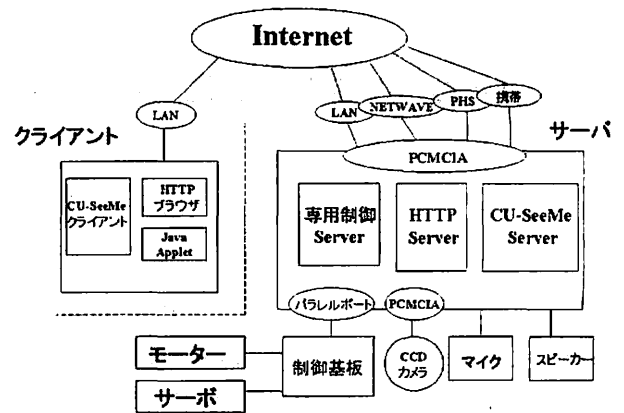 Internet
LAN
LAN
NETWAVE
PHS
携帯
クライアント
サーバ
PCMCIA
CU-SeeMe
クライアント
HTTP
ブラウザ
Java
Applet
専用制御
Server
HTTP
Server
CU-SeeMe
Server
パラレルポート
PCMCIA
モーター
サーボ
制御基板
CCD
カメラ
マイク
スピーカー